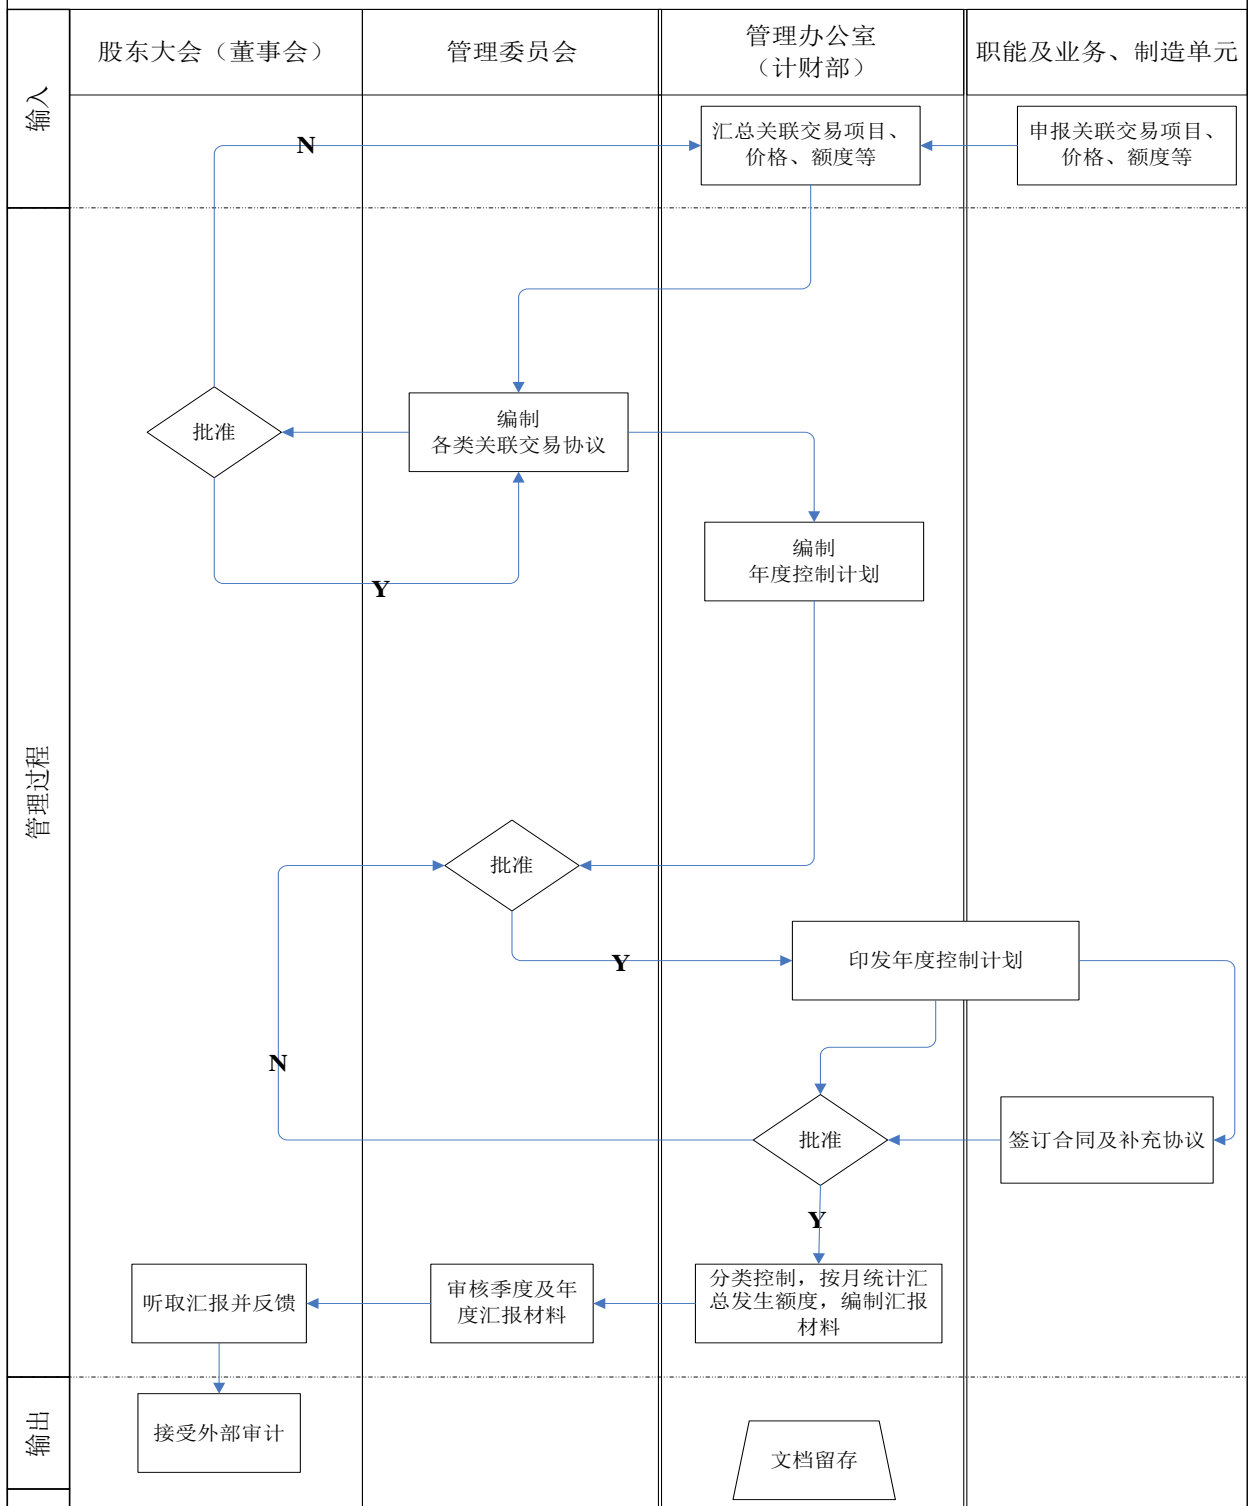 股东大会（董事会）
管理委员会
管理办公室
（计财部）
职能及业务、制造单元
输入
N
汇总关联交易项目、
价格、额度等
申报关联交易项目、
价格、额度等
管理过程
批准
编制
各类关联交易协议
编制
年度控制计划
Y
批准
Y
印发年度控制计划
N
批准
签订合同及补充协议
Y
听取汇报并反馈
审核季度及年
度汇报材料
分类控制，按月统计汇
总发生额度，编制汇报
材料
输出
接受外部审计
文档留存